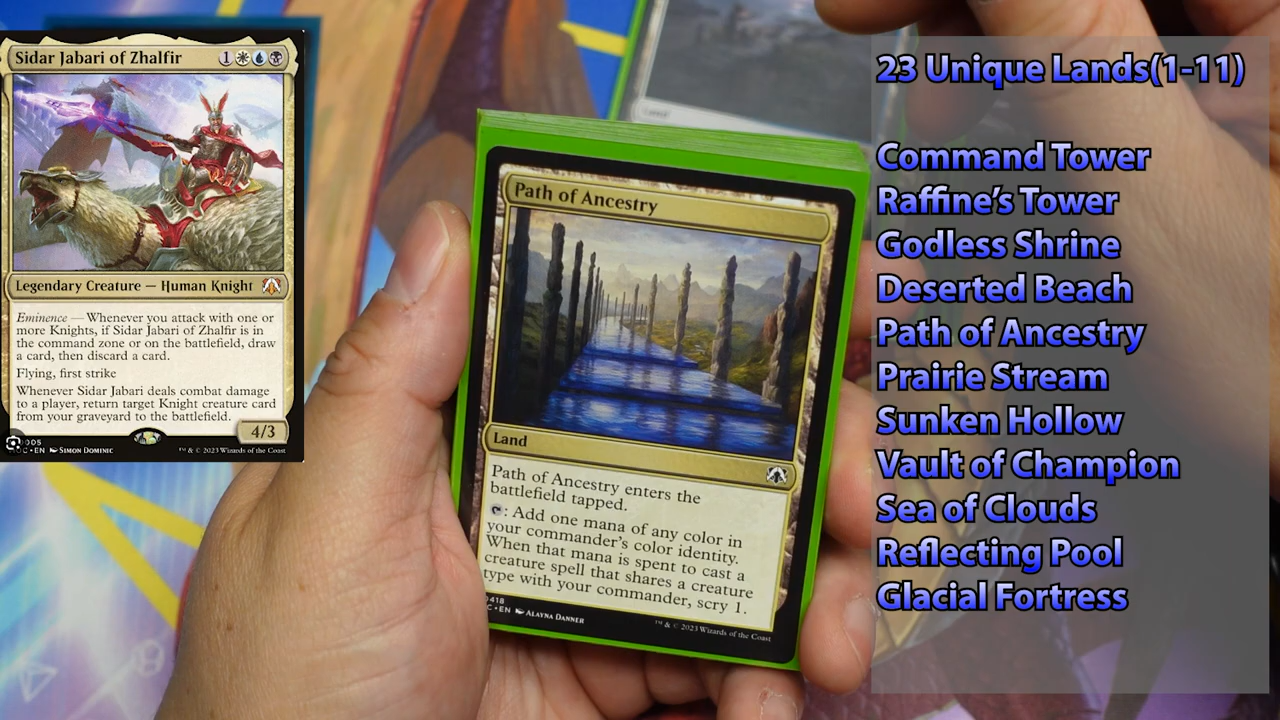 Sidar Jabari of Zhalfir
1
Legendary Creature — Human Knight
Eminence — Whenever you attack with one or
more Knights, if Sidar Jabari of Zhalfir is in
the command zone or on the battlefield, draw
a card, then discard a card.
Flying, first strike
Whenever Sidar Jabari deals combat damage
to a player, return target Knight creature card
from your graveyard to the battlefield.
4/3
EN SIMON DOMINIC
™ & © 2023 Wizards of the Coast
Land
Path of Ancestry
Land
Path of Ancestry enters the
battlefield tapped.
: Add one mana of any color in
your commander's color identity.
When that mana is spent to cast a
creature spell that shares a creature
type with your commander, scry 1.
0418
C • EN ALAYNA DANNER
™ & © 2023 Wizards of the Coast
23 Unique Lands(1-11)
Command Tower
Raffine's Tower
Godless Shrine
Deserted Beach
Path of Ancestry
Prairie Stream
Sunken Hollow
Vault of Champion
Sea of Clouds
Reflecting Pool
Glacial Fortress